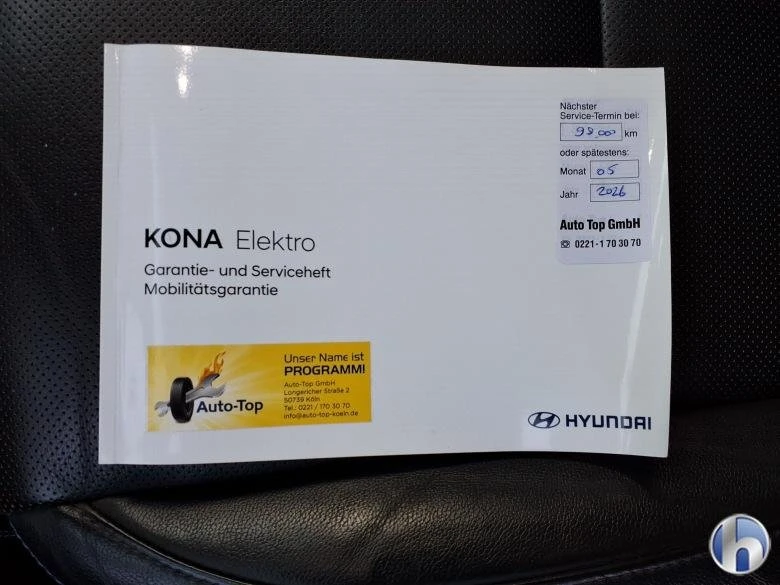 Nächster
Service-Termin bei:
98.000 km
oder spätestens:
Monat 05
Jahr 2026
Auto Top GmbH
☏ 0221-1 70 30 70
KONA Elektro
Garantie- und Serviceheft
Mobilitätsgarantie
Unser Name ist
PROGRAMM!
Auto-Top GmbH
Longericher Straße 2
50739 Köln
Tel.: 0221 / 170 30 70
info@auto-top-koeln.de
Auto-Top
HYUNDAI
h